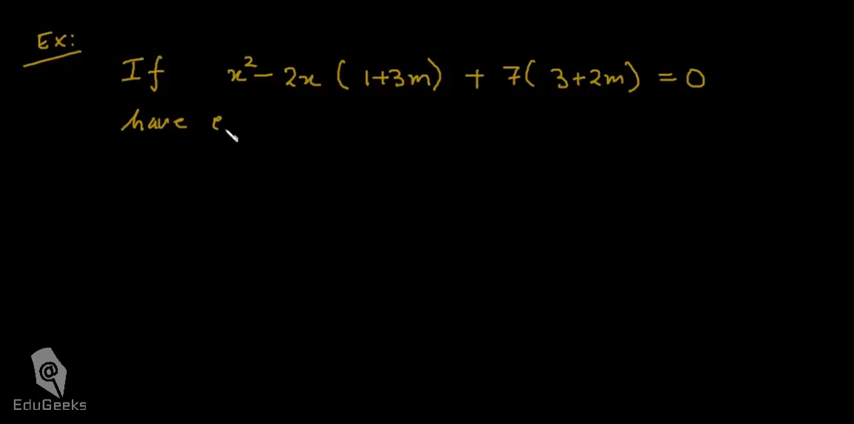 Ex:
If x² - 2x ( 1+3m) + 7( 3+2m) = 0
have e
@
EduGeeks